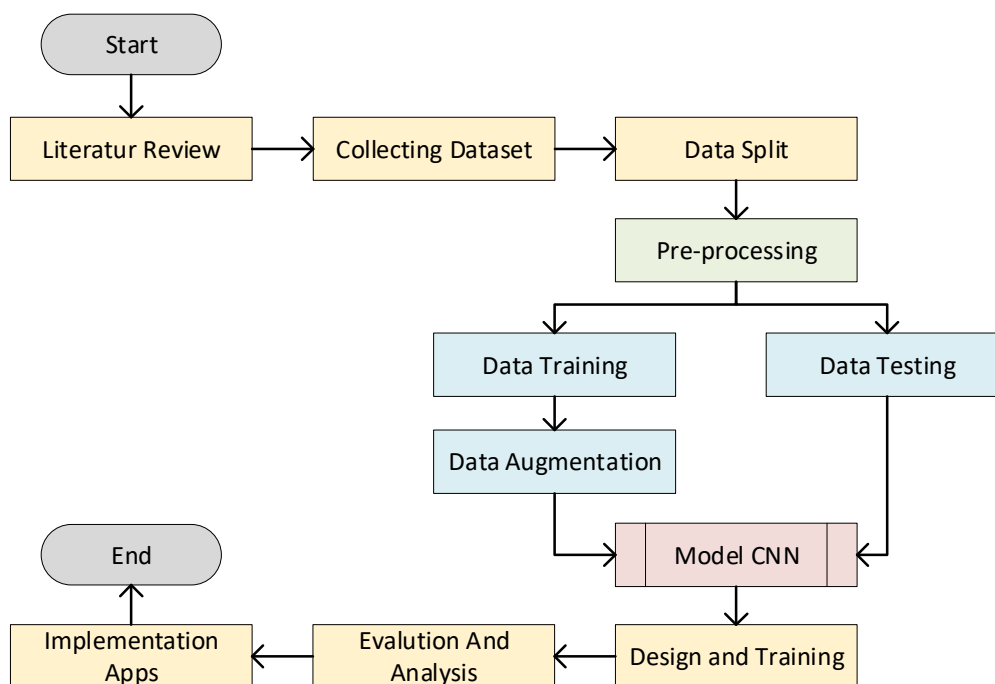 Start
Literatur Review
Collecting Dataset
Data Split
Pre-processing
Data Training
Data Testing
Data Augmentation
Model CNN
Design and Training
Evalution And
Analysis
Implementation
Apps
End